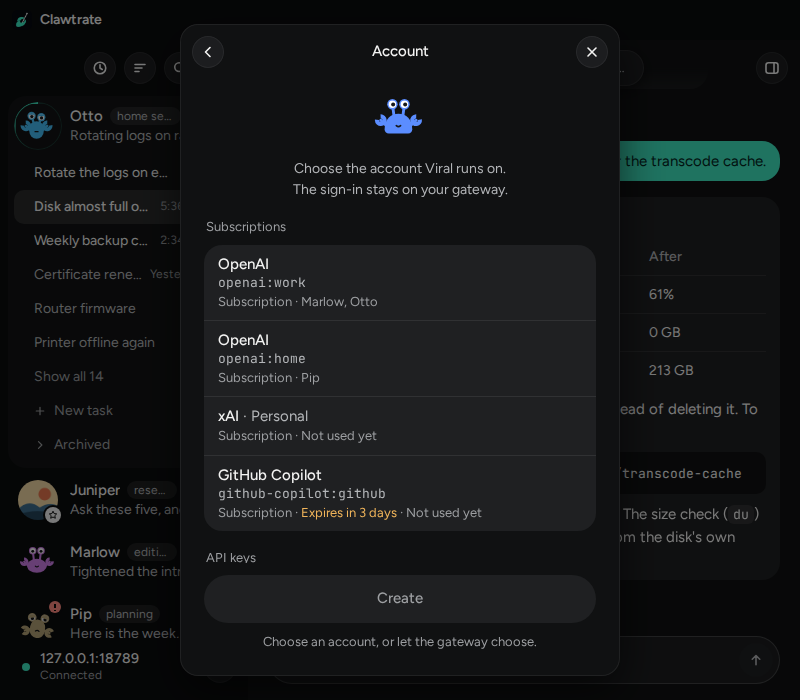 Clawtrate
Account
Otto
home se...
Rotating logs on r
Rotate the logs on e...
Disk almost full o...
5:36
Weekly backup c...
2:34
Certificate rene...
Yeste
Router firmware
Printer offline again
Show all 14
+ New task
> Archived
Juniper
rese...
Ask these five, an
Marlow
editi...
Tightened the intr
Pip
planning
Here is the week.
127.0.0.1:18789
Connected
Choose the account Viral runs on.
The sign-in stays on your gateway.
Subscriptions
OpenAI
openai:work
Subscription · Marlow, Otto
OpenAI
openai:home
Subscription · Pip
xAI · Personal
Subscription · Not used yet
GitHub Copilot
github-copilot:github
Subscription · Expires in 3 days · Not used yet
API keys
Create
Choose an account, or let the gateway choose.
the transcode cache.
After
61%
0 GB
213 GB
ead of deleting it. To
transcode-cache
The size check ( du )
om the disk's own